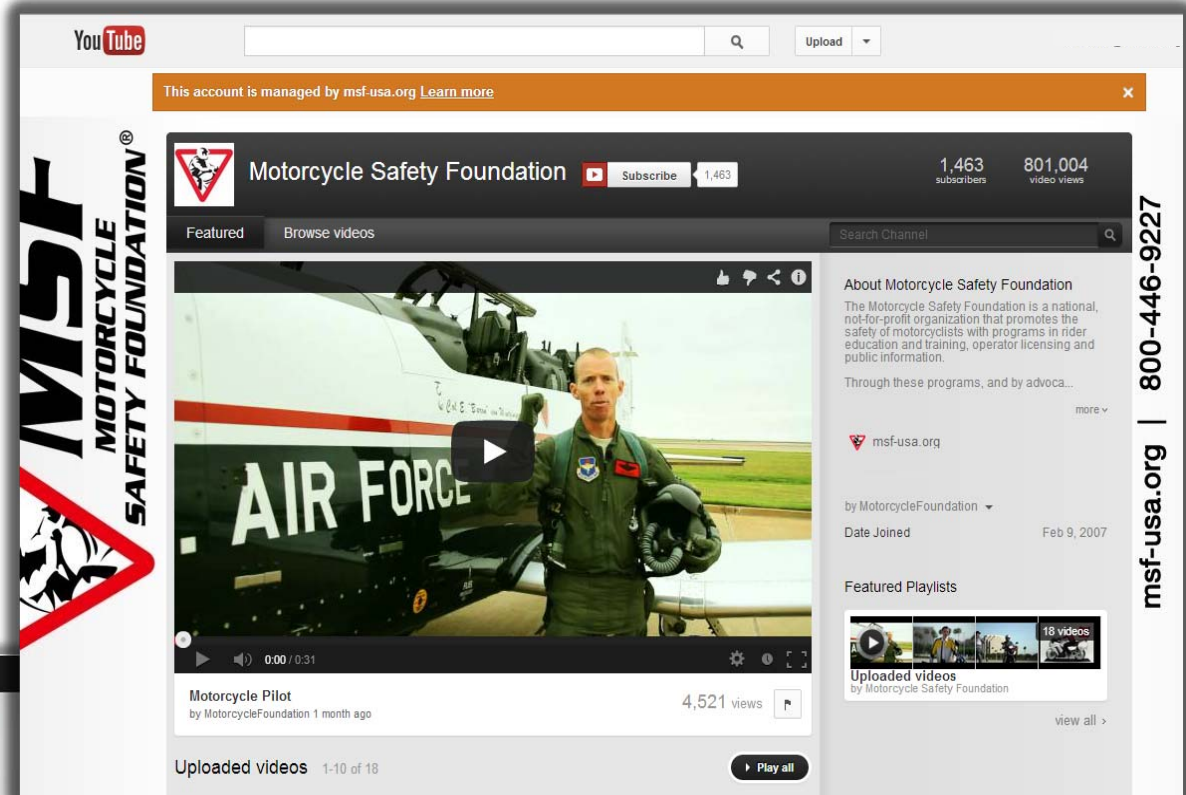 You Tube
Upload
This account is managed by msf-usa.org Learn more
MSF
MOTORCYCLE
SAFETY FOUNDATION®
Motorcycle Safety Foundation
Subscribe
1,463
1,463
subscribers
801,004
video views
Featured
Browse videos
Search Channel
AIR FORCE
0:00 / 0:31
Motorcycle Pilot
by MotorcycleFoundation 1 month ago
4,521 views
Uploaded videos 1-10 of 18
Play all
About Motorcycle Safety Foundation
The Motorcycle Safety Foundation is a national,
not-for-profit organization that promotes the
safety of motorcyclists with programs in rider
education and training, operator licensing and
public information.
Through these programs, and by advoca...
more
msf-usa.org
by MotorcycleFoundation
Date Joined Feb 9, 2007
Featured Playlists
18 videos
Uploaded videos
by Motorcycle Safety Foundation
view all ›
msf-usa.org | 800-446-9227